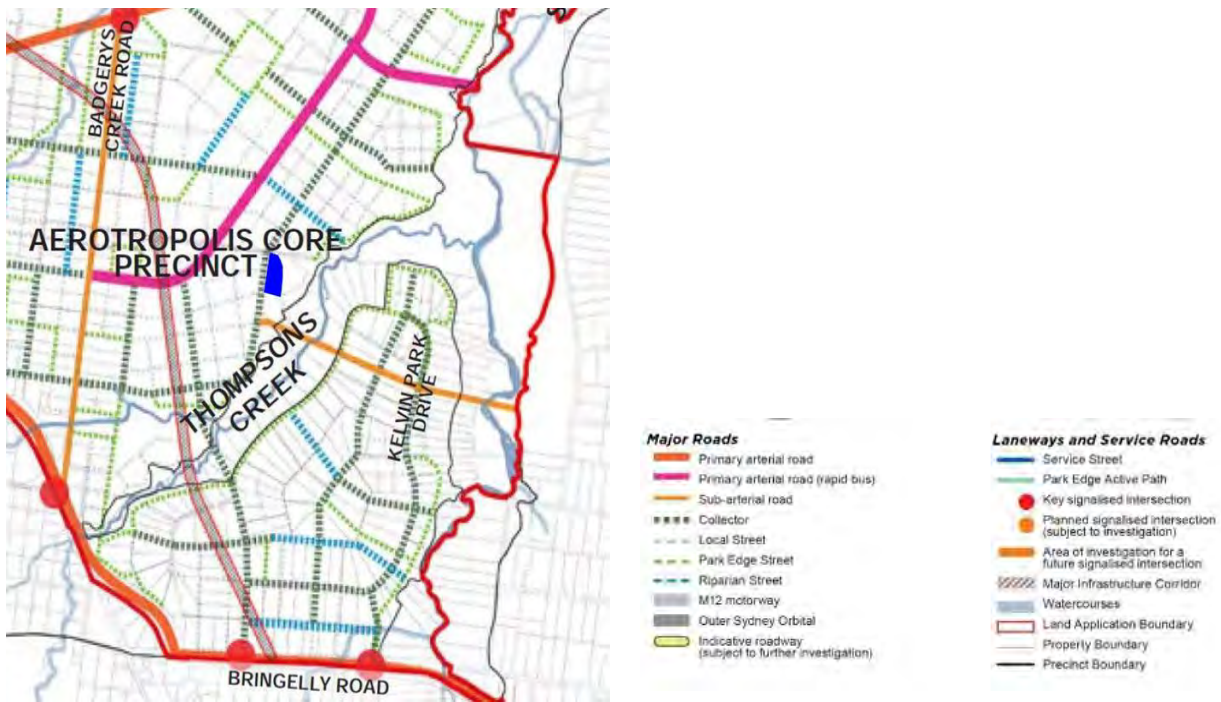 BADGERYS
CREEK ROAD
AEROTROPOLIS CORE
PRECINCT
THOMPSONS
CREEK
KELVIN PARK
DRIVE
BRINGELLY ROAD
Major Roads
Primary arterial road
Primary arterial road (rapid bus)
Sub-arterial road
Collector
Local Street
Park Edge Street
Riparian Street
M12 motorway
Outer Sydney Orbital
Indicative roadway
(subject to further investigation)
Laneways and Service Roads
Service Street
Park Edge Active Path
Key signalised intersection
Planned signalised intersection
(subject to investigation)
Area of investigation for a
future signalised intersection
Major Infrastructure Corridor
Watercourses
Land Application Boundary
Property Boundary
Precinct Boundary